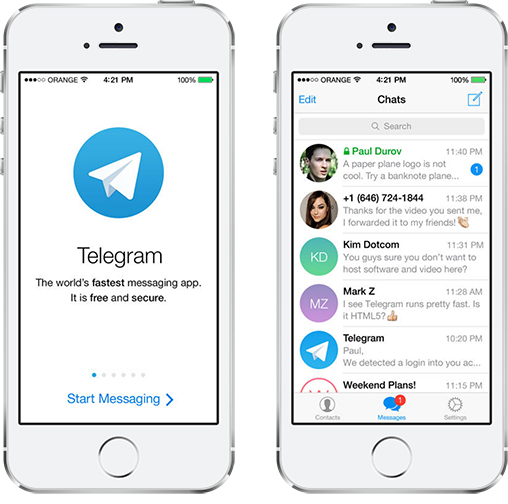 ORANGE 4:21 PM 100%
Telegram
The world's fastest messaging app.
It is free and secure.
Start Messaging
ORANGE 4:21 PM 100%
Edit Chats
Search
Paul Durov 11:40 PM
A paper plane logo is not
cool. Try a banknote plane...
1
+1 (646) 724-1844 11:38 PM
Thanks for the video you sent me,
I forwarded it to my friends!👏🏻
KD
Kim Dotcom 11:31 PM
You guys sure you don't want to
host software and video here?
MZ
Mark Z 11:28 AM
I see Telegram runs pretty fast. Is
it HTML5?👍🏻
Telegram 10:20 PM
Paul,
We detected a login into you ac...
Weekend Plans! 11:15 PM
1
Contacts Messages Settings